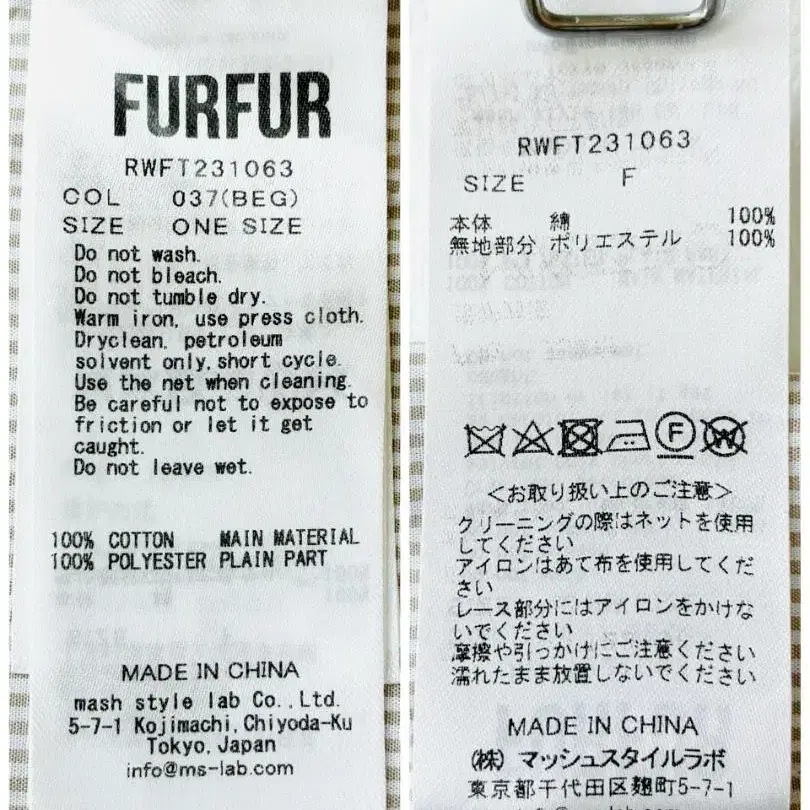 FURFUR
RWFT231063
COL 037(BEG)
SIZE ONE SIZE
Do not wash.
Do not bleach.
Do not tumble dry.
Warm iron, use press cloth.
Dryclean, petroleum
solvent only, short cycle.
Use the net when cleaning.
Be careful not to expose to
friction or let it get
caught.
Do not leave wet.
100% COTTON MAIN MATERIAL
100% POLYESTER PLAIN PART
MADE IN CHINA
mash style lab Co.,Ltd.
5-7-1 Kojimachi, Chiyoda-Ku
Tokyo, Japan
info@ms-lab.com
RWFT231063
SIZE F
本体 綿 100%
無地部分 ポリエステル 100%
F W
<お取り扱い上のご注意>
クリーニングの際はネットを使用
してください
アイロンはあて布を使用してくだ
さい
レース部分にはアイロンをかけな
いでください
摩擦や引っかけにご注意ください
濡れたまま放置しないでください
MADE IN CHINA
(株) マッシュスタイルラボ
東京都千代田区麹町5-7-1